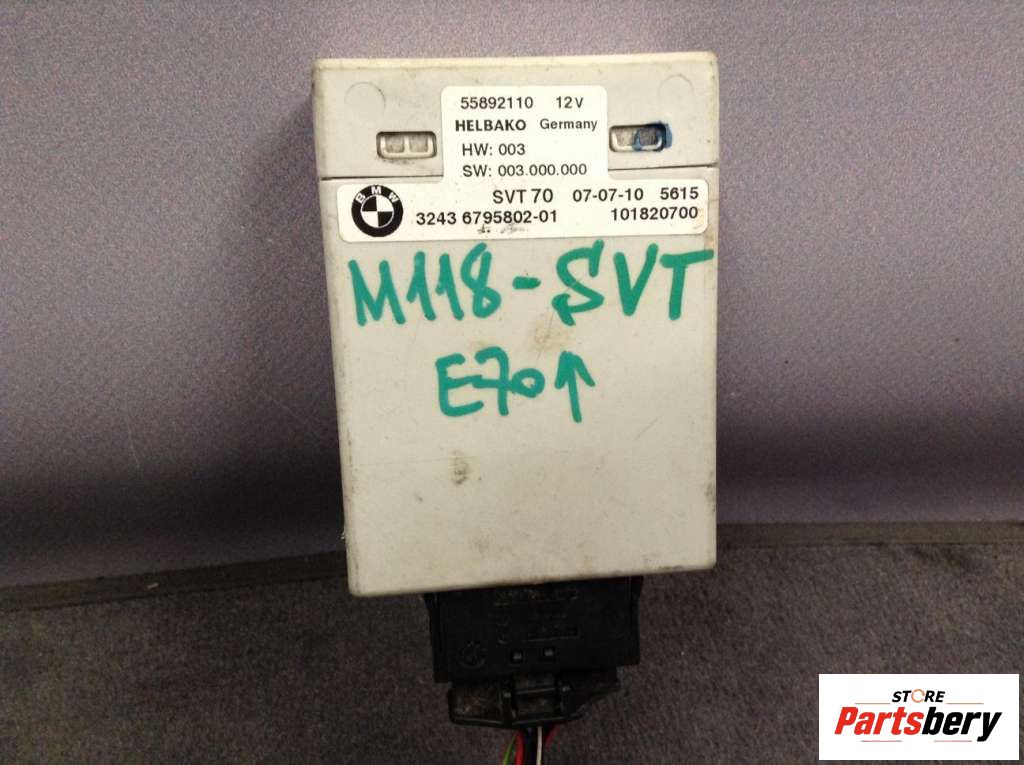 55892110 12V
HELBAKO Germany
HW: 003
SW: 003.000.000
BMW SVT 70 07-07-10 5615
3243 6795802-01 101820700
M118-SVT
E70↑
STORE
Partsbery